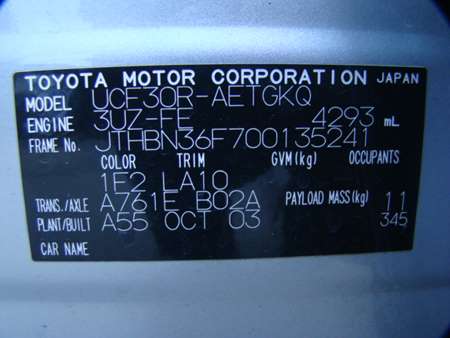 TOYOTA MOTOR CORPORATION JAPAN
MODEL UCF30R-AETGKQ
ENGINE 3UZ-FE 4293 mL
FRAME No. JTHBN36F700135241
COLOR TRIM GVM(kg) OCCUPANTS
1E2 LA10
TRANS./AXLE A761E B02A PAYLOAD MASS(kg) 11
PLANT/BUILT A55 OCT 03 345
CAR NAME